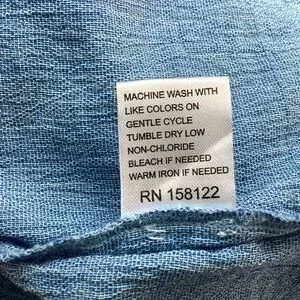 MACHINE WASH WITH
LIKE COLORS ON
GENTLE CYCLE
TUMBLE DRY LOW
NON-CHLORIDE
BLEACH IF NEEDED
WARM IRON IF NEEDED
RN 158122